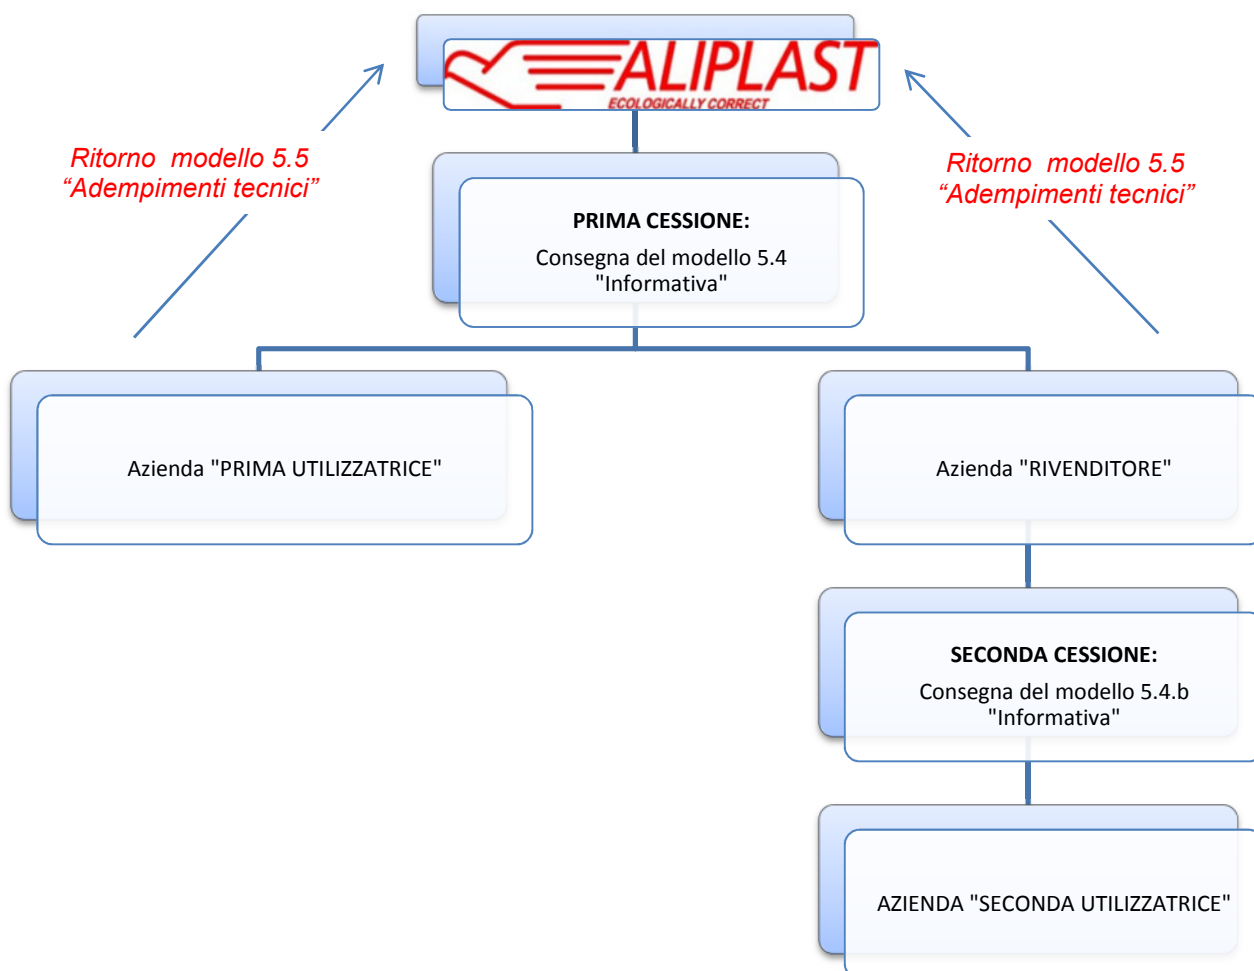 ALIPLAST
ECOLOGICALLY CORRECT
Ritorno modello 5.5
“Adempimenti tecnici”
Ritorno modello 5.5
“Adempimenti tecnici”
PRIMA CESSIONE:
Consegna del modello 5.4
"Informativa"
Azienda "PRIMA UTILIZZATRICE"
Azienda "RIVENDITORE"
SECONDA CESSIONE:
Consegna del modello 5.4.b
"Informativa"
AZIENDA "SECONDA UTILIZZATRICE"